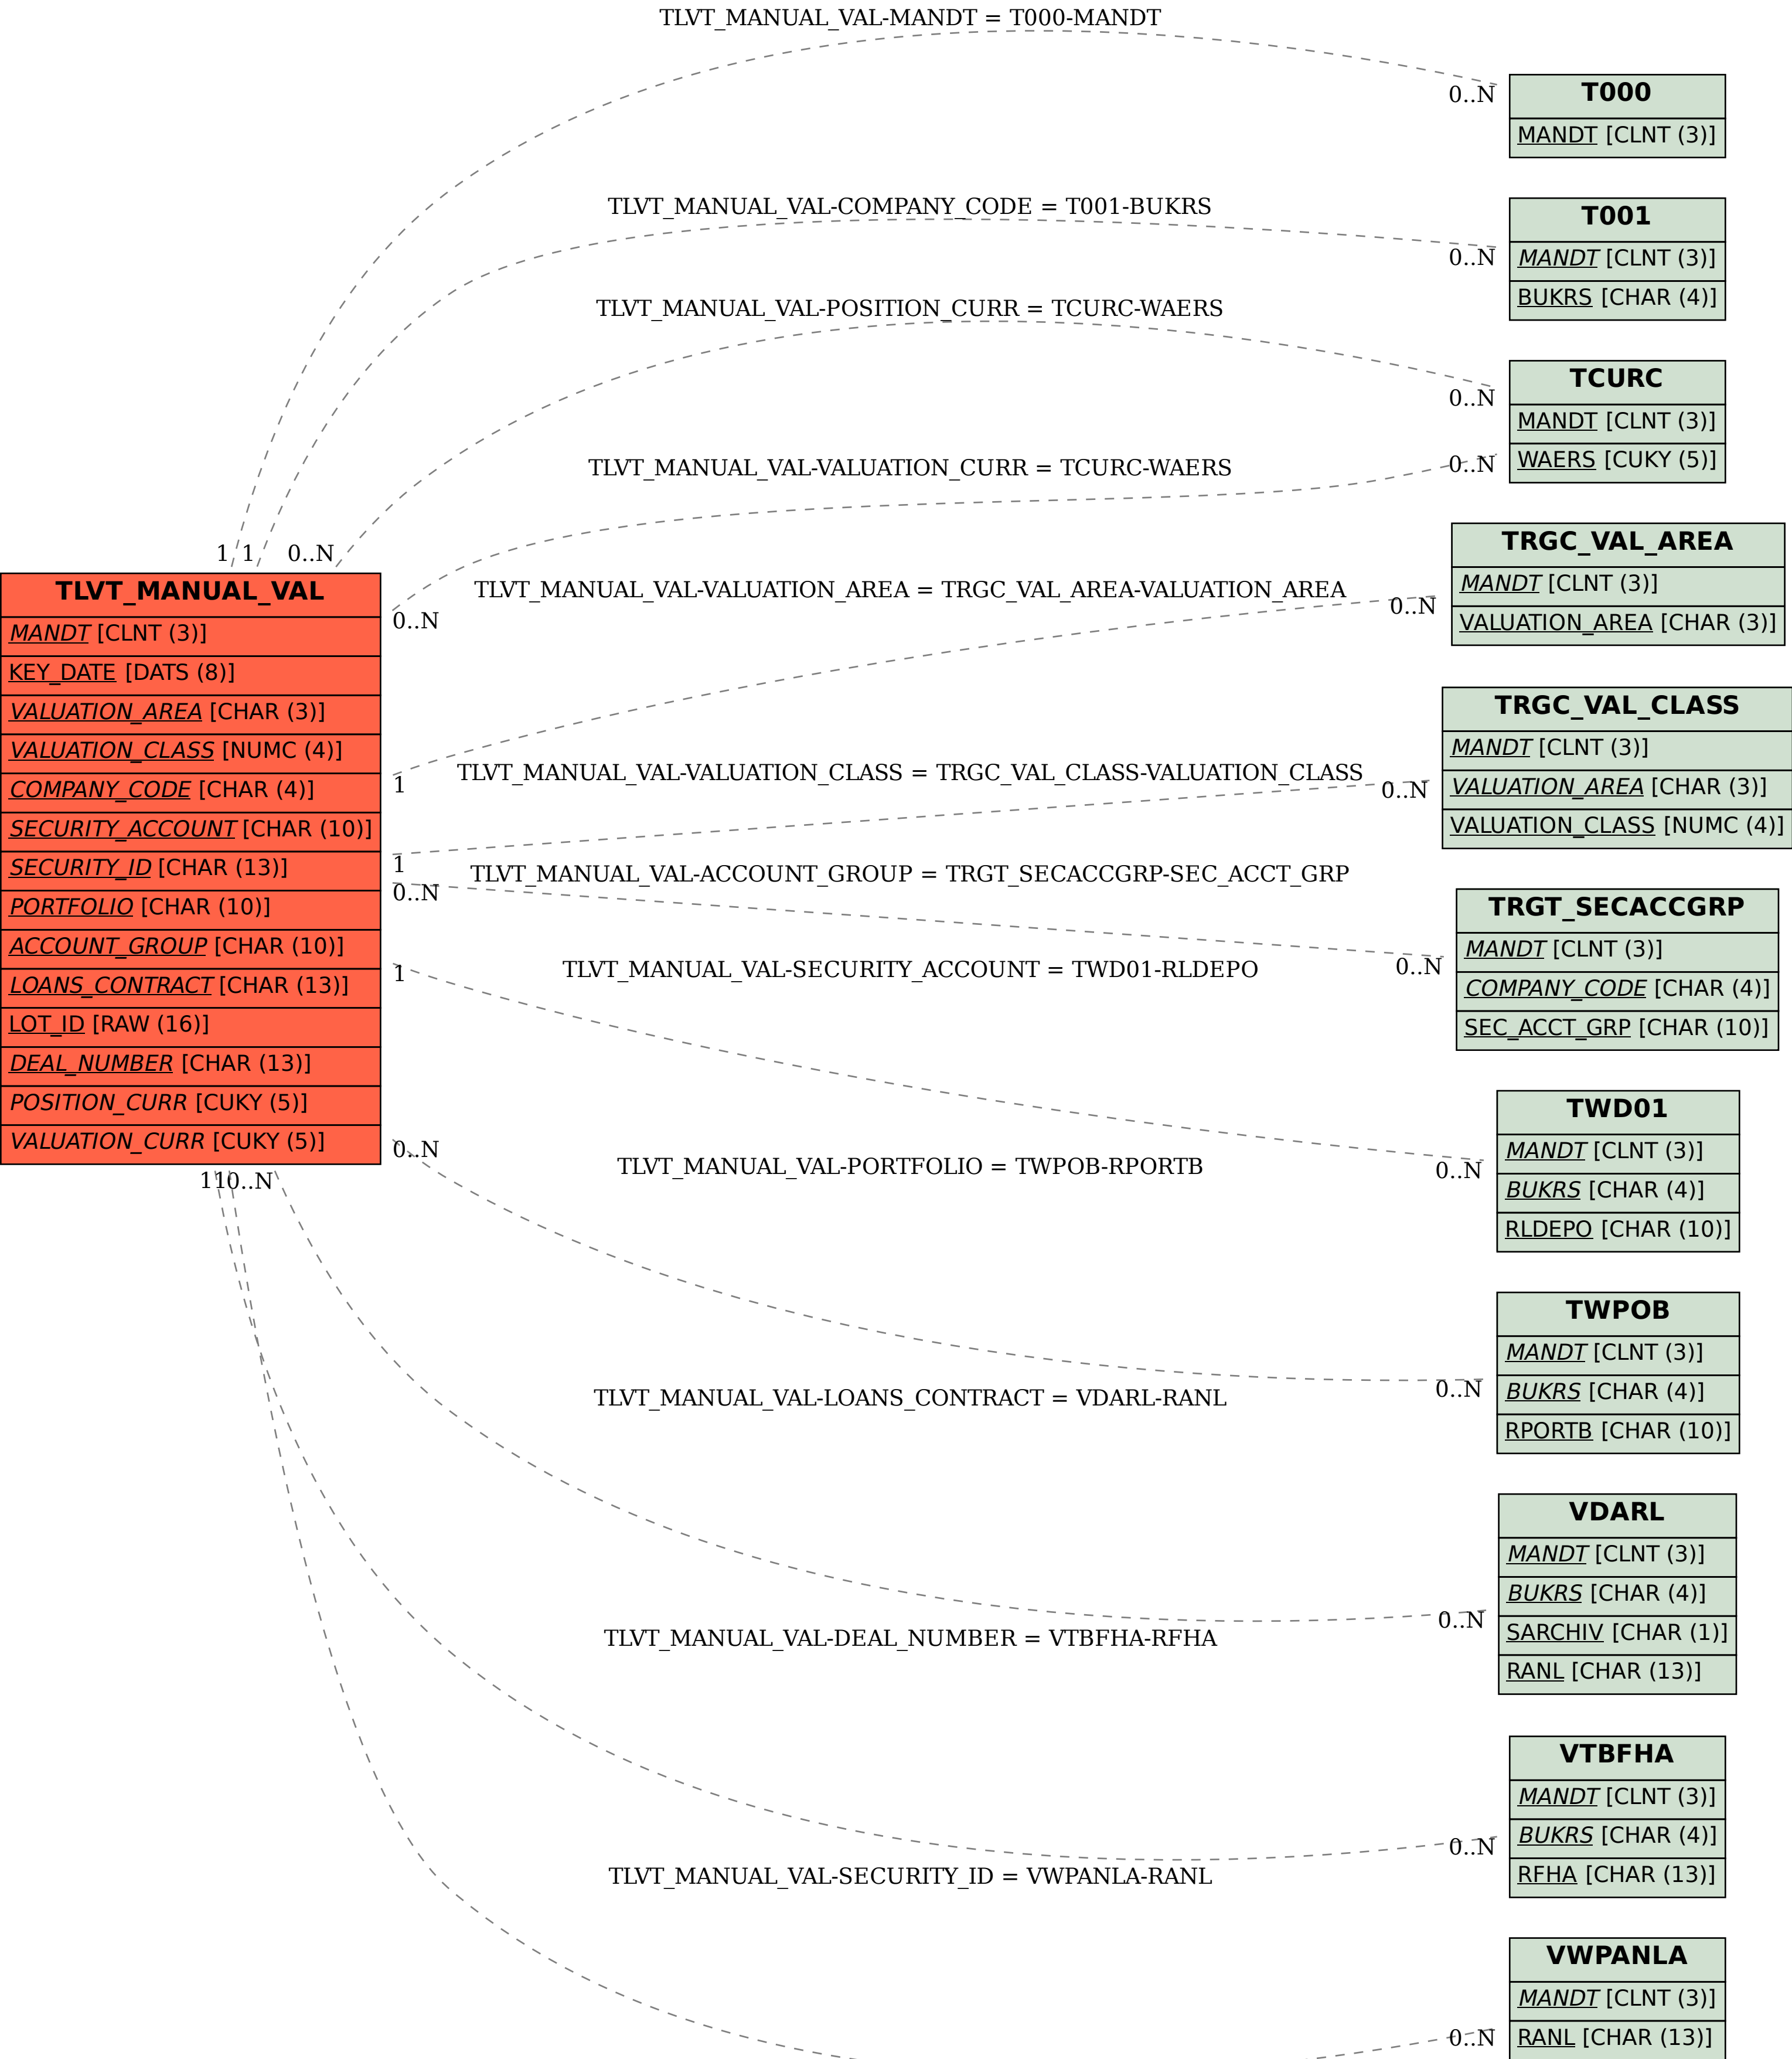 TLVT_MANUAL_VAL-MANDT = T000-MANDT
0..N
T000
MANDT [CLNT (3)]
TLVT_MANUAL_VAL-COMPANY_CODE = T001-BUKRS
0..N
T001
MANDT [CLNT (3)]
BUKRS [CHAR (4)]
TLVT_MANUAL_VAL-POSITION_CURR = TCURC-WAERS
0..N
TCURC
MANDT [CLNT (3)]
WAERS [CUKY (5)]
TLVT_MANUAL_VAL-VALUATION_CURR = TCURC-WAERS
0..N
1 1 0..N
TLVT_MANUAL_VAL
MANDT [CLNT (3)]
KEY_DATE [DATS (8)]
VALUATION_AREA [CHAR (3)]
VALUATION_CLASS [NUMC (4)]
COMPANY_CODE [CHAR (4)]
SECURITY_ACCOUNT [CHAR (10)]
SECURITY_ID [CHAR (13)]
PORTFOLIO [CHAR (10)]
ACCOUNT_GROUP [CHAR (10)]
LOANS_CONTRACT [CHAR (13)]
LOT_ID [RAW (16)]
DEAL_NUMBER [CHAR (13)]
POSITION_CURR [CUKY (5)]
VALUATION_CURR [CUKY (5)]
0..N
TLVT_MANUAL_VAL-VALUATION_AREA = TRGC_VAL_AREA-VALUATION_AREA
0..N
TRGC_VAL_AREA
MANDT [CLNT (3)]
VALUATION_AREA [CHAR (3)]
1
TLVT_MANUAL_VAL-VALUATION_CLASS = TRGC_VAL_CLASS-VALUATION_CLASS
0..N
TRGC_VAL_CLASS
MANDT [CLNT (3)]
VALUATION_AREA [CHAR (3)]
VALUATION_CLASS [NUMC (4)]
1
0..N
TLVT_MANUAL_VAL-ACCOUNT_GROUP = TRGT_SECACCGRP-SEC_ACCT_GRP
0..N
TRGT_SECACCGRP
MANDT [CLNT (3)]
COMPANY_CODE [CHAR (4)]
SEC_ACCT_GRP [CHAR (10)]
1
TLVT_MANUAL_VAL-SECURITY_ACCOUNT = TWD01-RLDEPO
0..N
TWD01
MANDT [CLNT (3)]
BUKRS [CHAR (4)]
RLDEPO [CHAR (10)]
0..N
TLVT_MANUAL_VAL-PORTFOLIO = TWPOB-RPORTB
0..N
TWPOB
MANDT [CLNT (3)]
BUKRS [CHAR (4)]
RPORTB [CHAR (10)]
1 1 0..N
TLVT_MANUAL_VAL-LOANS_CONTRACT = VDARL-RANL
0..N
VDARL
MANDT [CLNT (3)]
BUKRS [CHAR (4)]
SARCHIV [CHAR (1)]
RANL [CHAR (13)]
TLVT_MANUAL_VAL-DEAL_NUMBER = VTBFHA-RFHA
0..N
VTBFHA
MANDT [CLNT (3)]
BUKRS [CHAR (4)]
RFHA [CHAR (13)]
TLVT_MANUAL_VAL-SECURITY_ID = VWPANLA-RANL
0..N
VWPANLA
MANDT [CLNT (3)]
RANL [CHAR (13)]